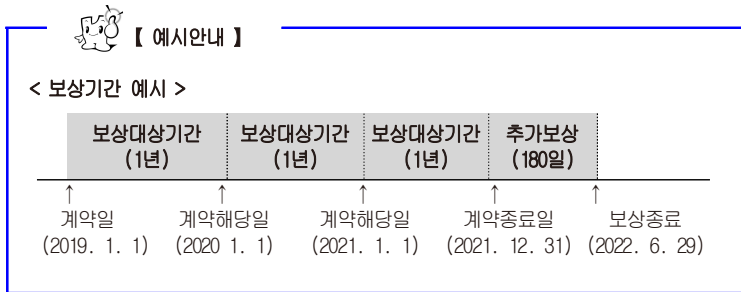 【 예시안내 】
< 보상기간 예시 >
보상대상기간 보상대상기간 보상대상기간 추가보상
(1년) (1년) (1년) (180일)
↑ ↑ ↑ ↑ ↑
계약일 계약해당일 계약해당일 계약종료일 보상종료
(2019. 1. 1) (2020 1. 1) (2021. 1. 1) (2021. 12. 31) (2022. 6. 29)